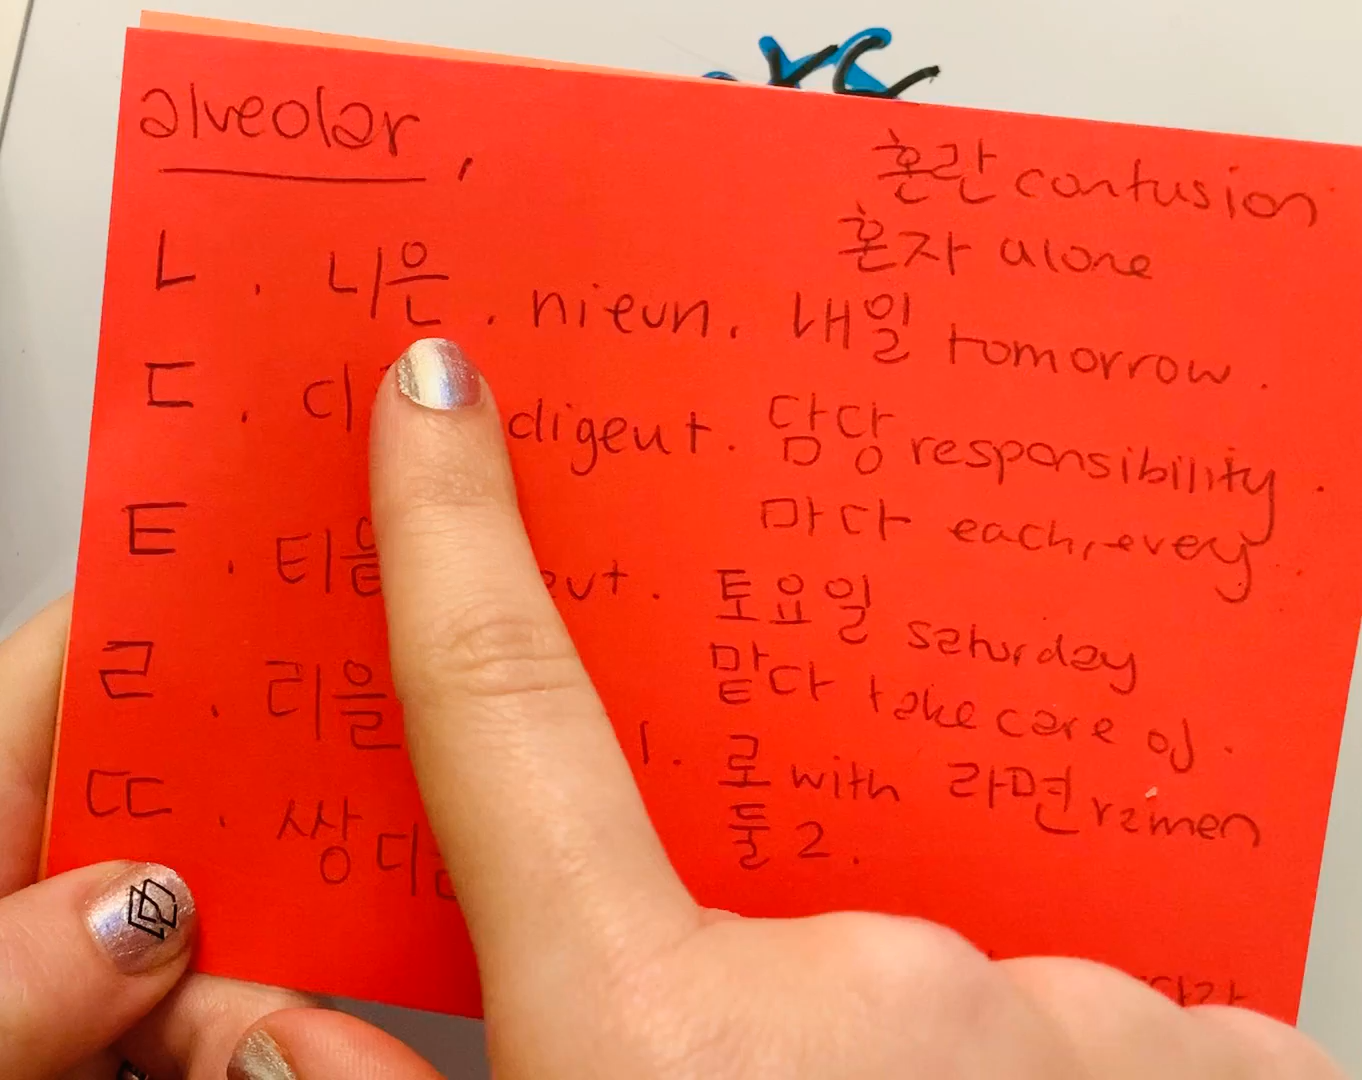 alveolar,
혼란 confusion
혼자 alone
ㄴ. 니은. nieun. 내일 tomorrow.
ㄷ. 디 digeut. 담당 responsibility.
마다 each, every
ㅌ. 티읕 eut. 토요일 saturday
맡다 take care of.
ㄹ. 리을 l. 로 with 라면 ramen
둘 2.
ㄸ. 쌍디